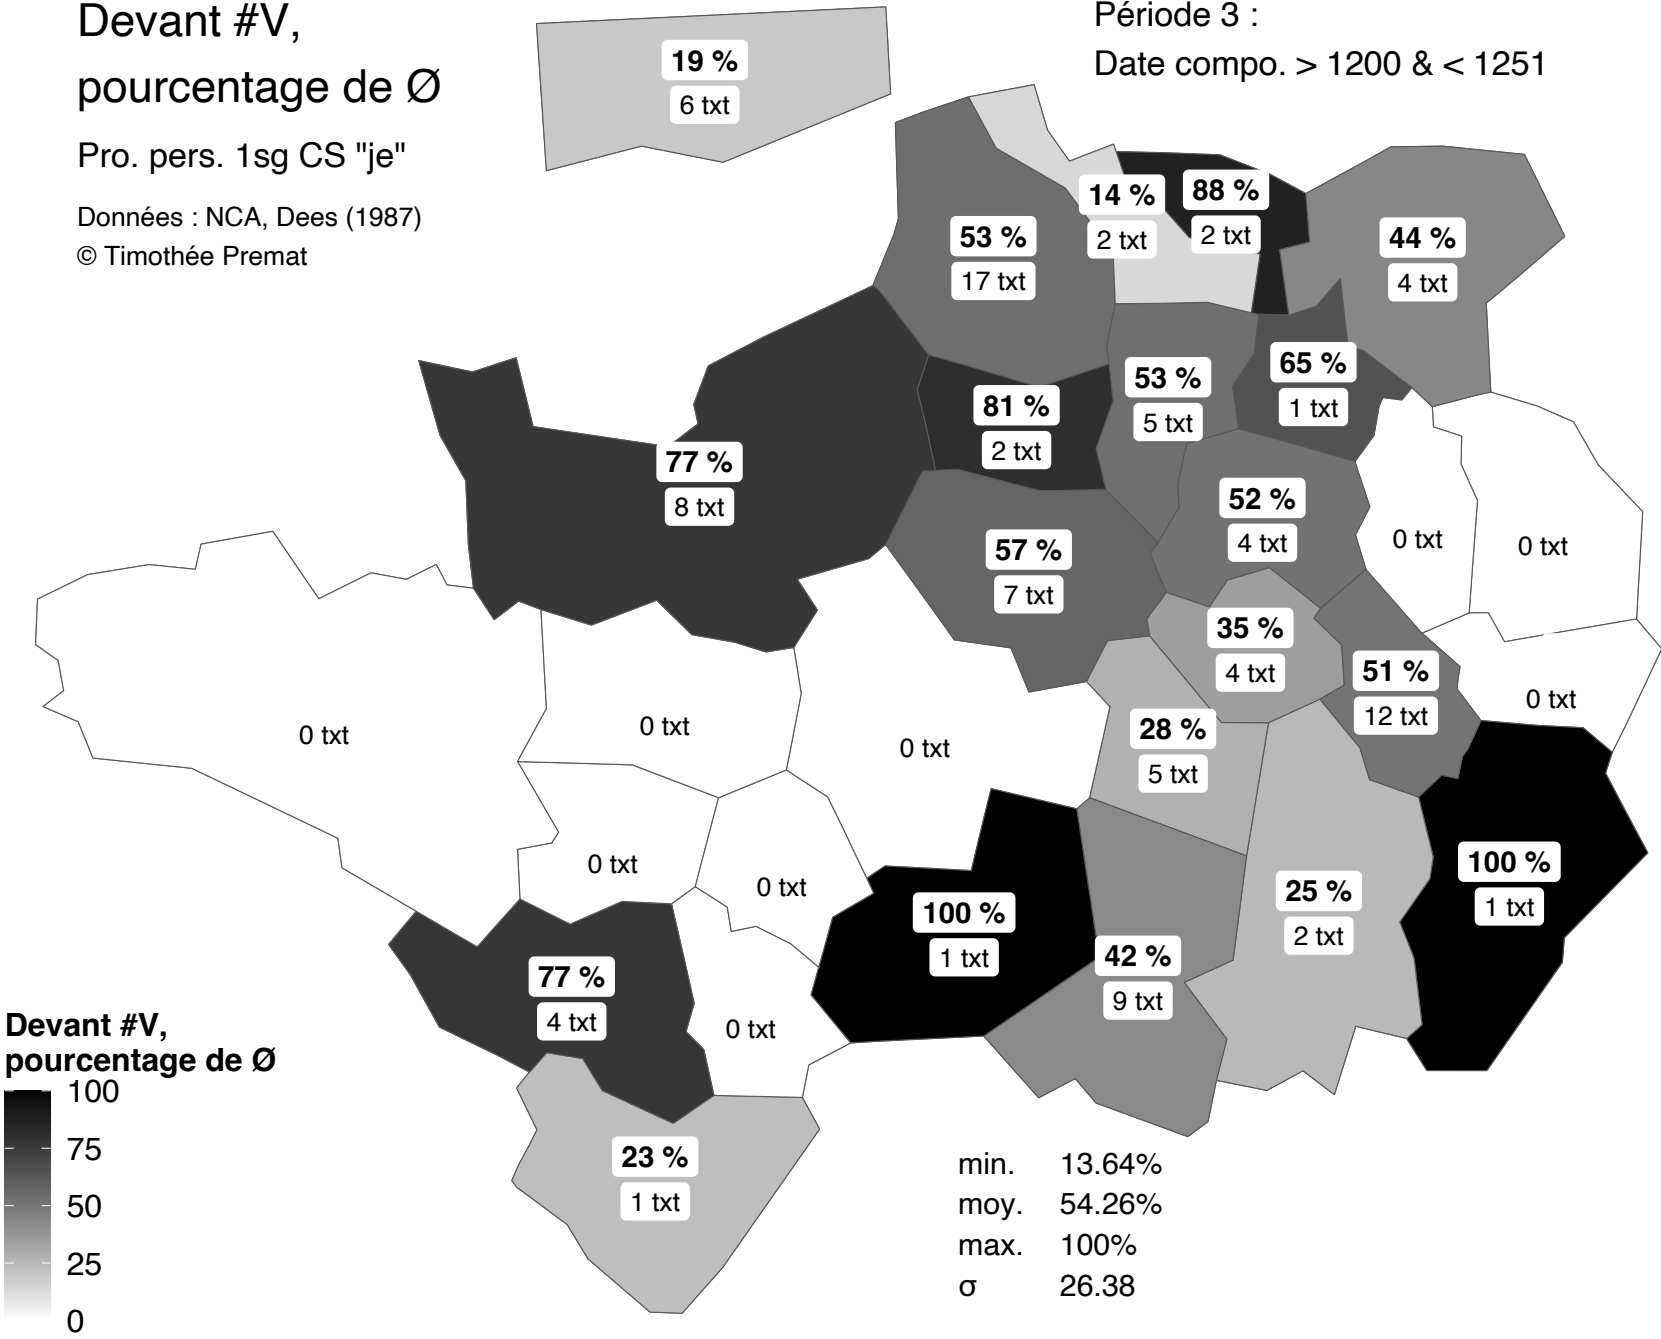 Devant #V,
pourcentage de Ø
Pro. pers. 1sg CS "je"
Données : NCA, Dees (1987)
© Timothée Premat
Période 3 :
Date compo. > 1200 & < 1251
19 %
6 txt
14 %
2 txt
88 %
2 txt
53 %
17 txt
44 %
4 txt
53 %
5 txt
65 %
1 txt
81 %
2 txt
77 %
8 txt
52 %
4 txt
0 txt
0 txt
57 %
7 txt
35 %
4 txt
51 %
12 txt
0 txt
0 txt
0 txt
0 txt
28 %
5 txt
0 txt
0 txt
100 %
1 txt
25 %
2 txt
100 %
1 txt
42 %
9 txt
77 %
4 txt
0 txt
23 %
1 txt
Devant #V,
pourcentage de Ø
100
75
50
25
0
min. 13.64%
moy. 54.26%
max. 100%
σ 26.38